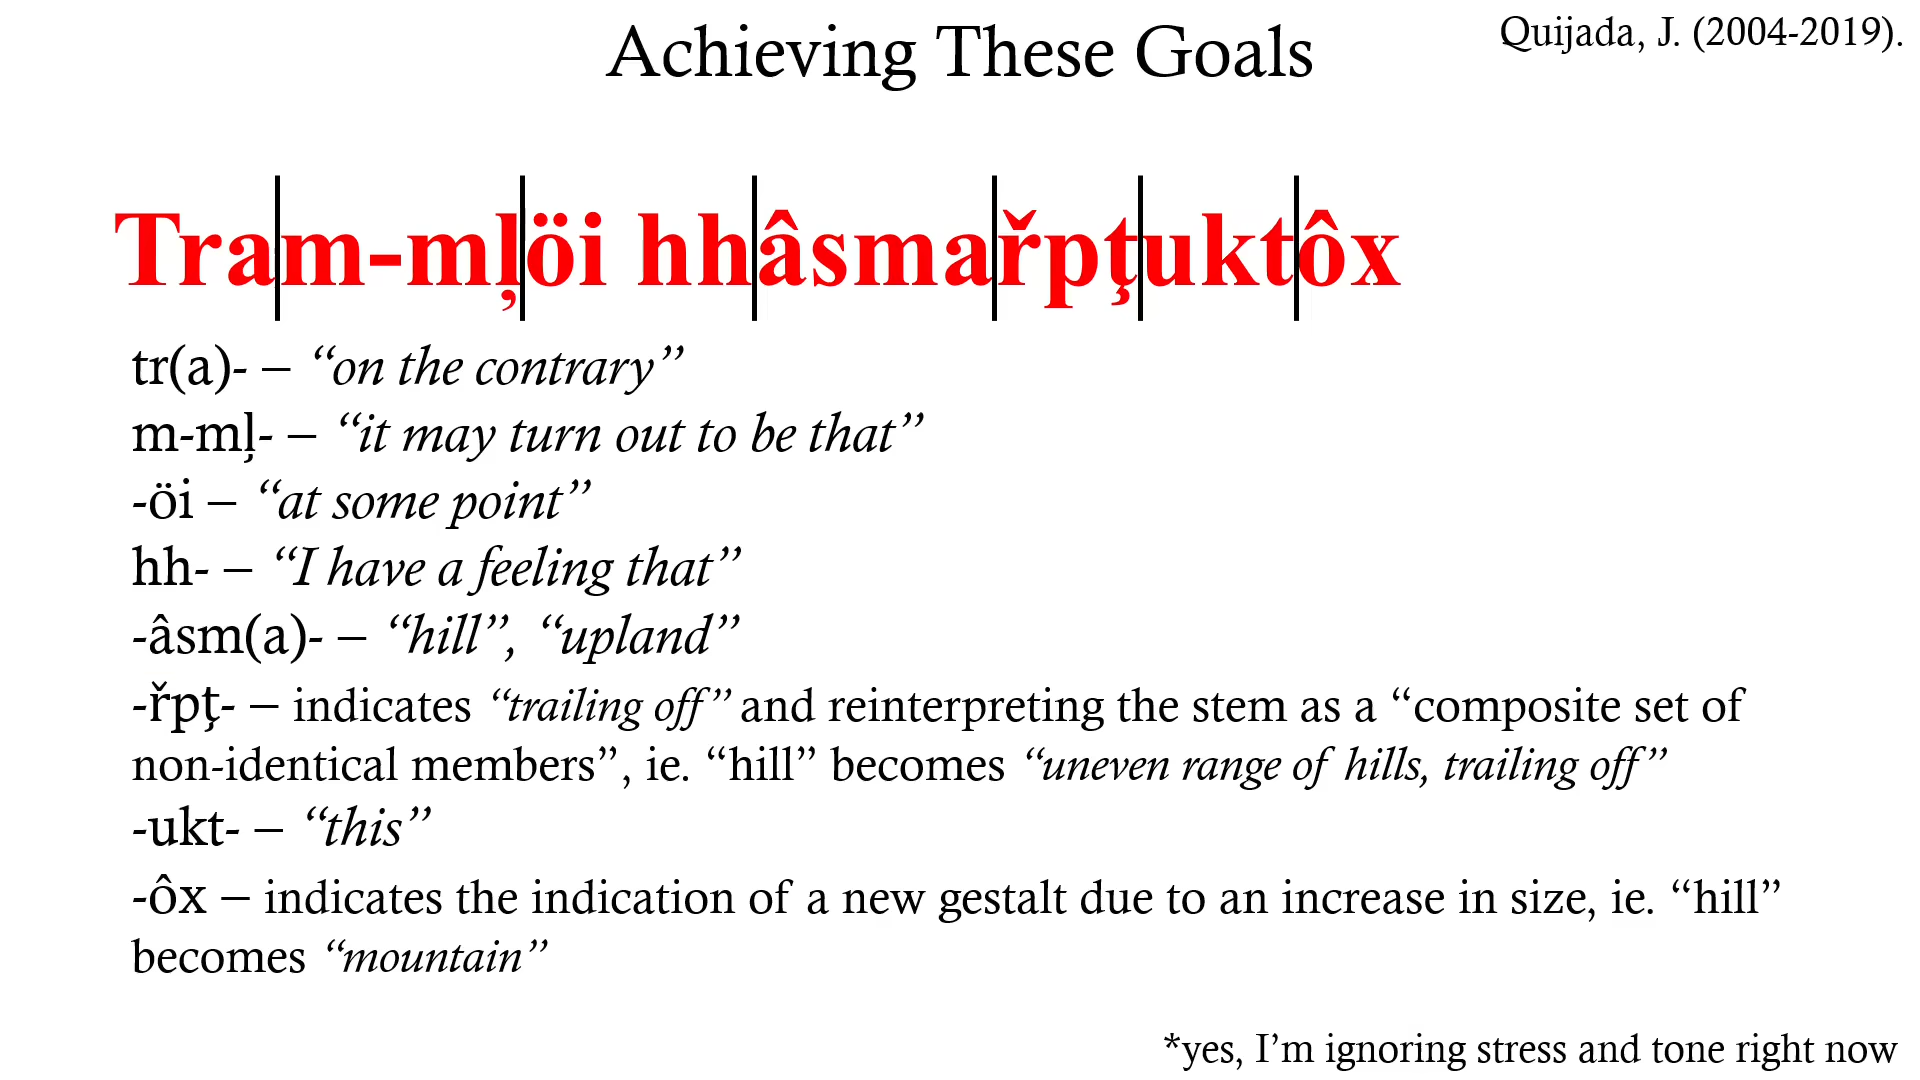 Achieving These Goals
Quijada, J. (2004-2019).
Tram-mļöi hhâsmařpţuktôx
tr(a)- – “on the contrary”
m-mļ- – “it may turn out to be that”
-öi – “at some point”
hh- – “I have a feeling that”
-âsm(a)- – “hill”, “upland”
-řpţ- – indicates “trailing off” and reinterpreting the stem as a “composite set of
non-identical members”, ie. “hill” becomes “uneven range of hills, trailing off”
-ukt- – “this”
-ôx – indicates the indication of a new gestalt due to an increase in size, ie. “hill”
becomes “mountain”
*yes, I’m ignoring stress and tone right now